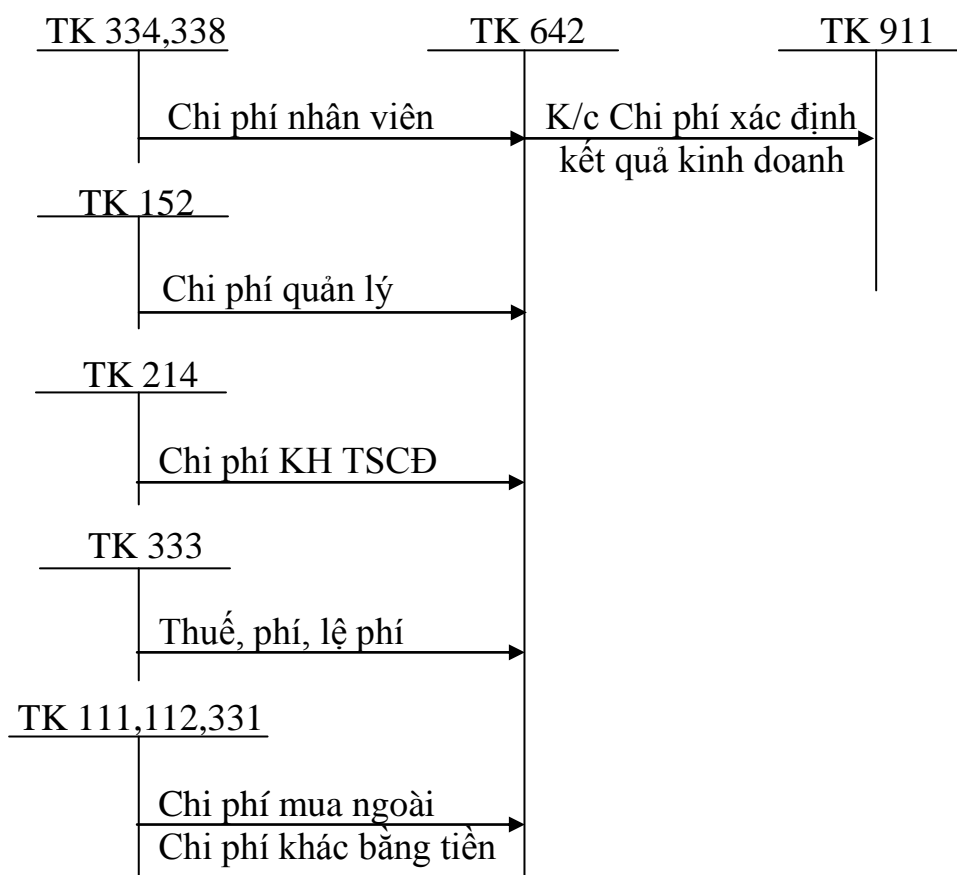 TK 334,338
TK 642
TK 911
Chi phí nhân viên
K/c Chi phí xác định
kết quả kinh doanh
TK 152
Chi phí quản lý
TK 214
Chi phí KH TSCĐ
TK 333
Thuế, phí, lệ phí
TK 111,112,331
Chi phí mua ngoài
Chi phí khác bằng tiền